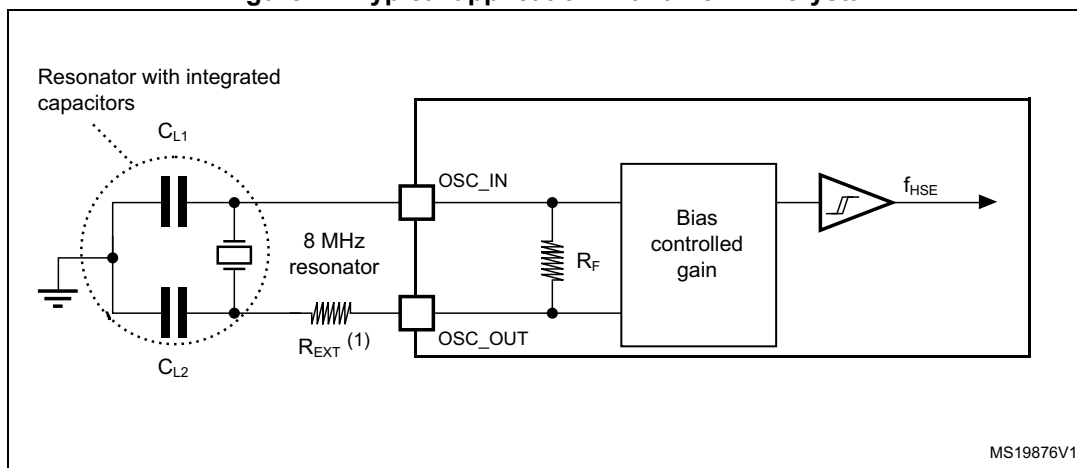 Resonator with integrated
capacitors
CL1
OSC_IN
fHSE
8 MHz
resonator
RF
Bias
controlled
gain
REXT (1)
OSC_OUT
CL2
MS19876V1